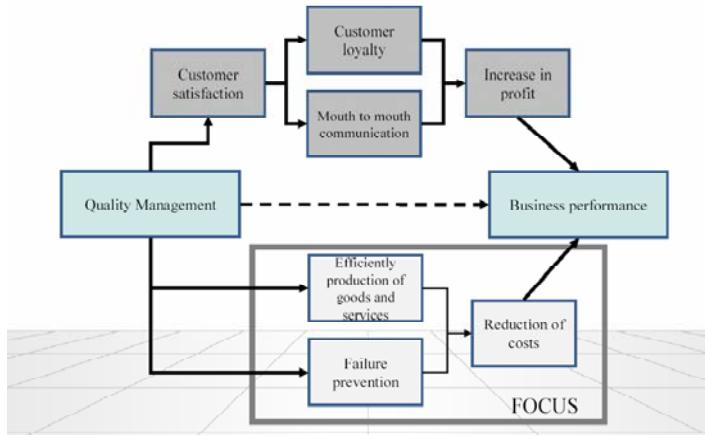 Customer
loyalty
Customer
satisfaction
Increase in
profit
Mouth to mouth
communication
Quality Management
Business performance
Efficiently
production of
goods and
services
Reduction of
costs
Failure
prevention
FOCUS